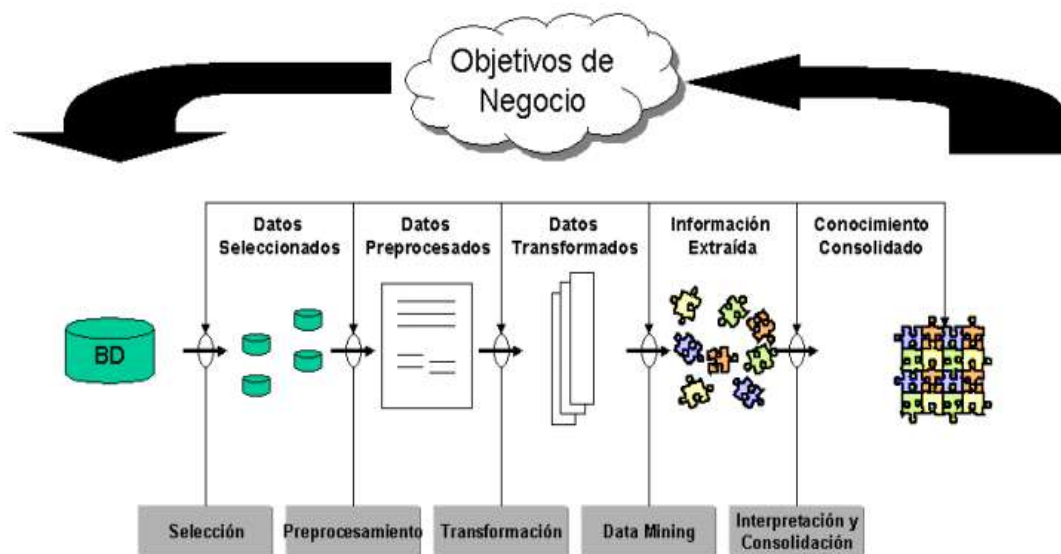 Objetivos de
Negocio
Datos
Seleccionados
Datos
Preprocesados
Datos
Transformados
Información
Extraída
Conocimiento
Consolidado
BD
Selección
Preprocesamiento
Transformación
Data Mining
Interpretación y
Consolidación